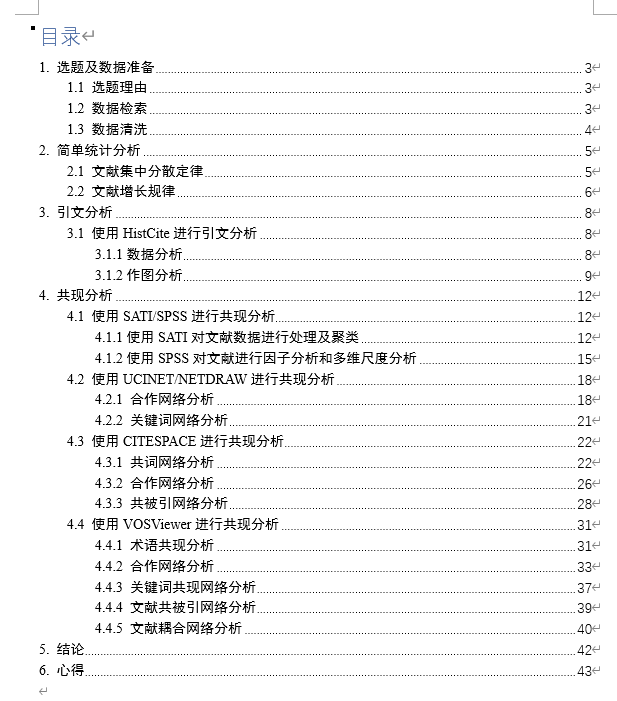 目录
1. 选题及数据准备 3
1.1 选题理由 3
1.2 数据检索 3
1.3 数据清洗 4
2. 简单统计分析 5
2.1 文献集中分散定律 5
2.2 文献增长规律 6
3. 引文分析 8
3.1 使用 HistCite 进行引文分析 8
3.1.1 数据分析 8
3.1.2 作图分析 9
4. 共现分析 12
4.1 使用 SATI/SPSS 进行共现分析 12
4.1.1 使用 SATI 对文献数据进行处理及聚类 12
4.1.2 使用 SPSS 对文献进行因子分析和多维尺度分析 15
4.2 使用 UCINET/NETDRAW 进行共现分析 18
4.2.1 合作网络分析 18
4.2.2 关键词网络分析 21
4.3 使用 CITESPACE 进行共现分析 22
4.3.1 共词网络分析 22
4.3.2 合作网络分析 26
4.3.3 共被引网络分析 28
4.4 使用 VOSViewer 进行共现分析 31
4.4.1 术语共现分析 31
4.4.2 合作网络分析 33
4.4.3 关键词共现网络分析 37
4.4.4 文献共被引网络分析 39
4.4.5 文献耦合网络分析 40
5. 结论 42
6. 心得 43